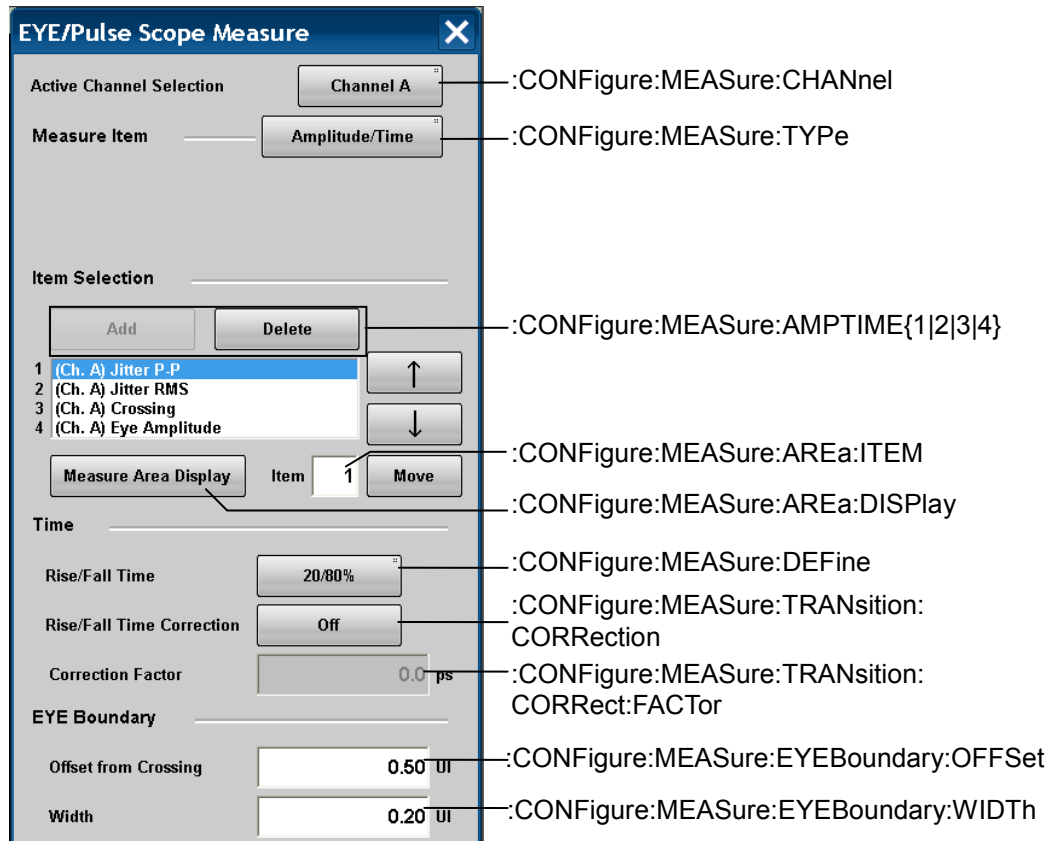 EYE/Pulse Scope Measure
Active Channel Selection Channel A :CONFigure:MEASure:CHANnel
Measure Item Amplitude/Time :CONFigure:MEASure:TYPe
Item Selection
Add Delete :CONFigure:MEASure:AMPTIME{1|2|3|4}
1 (Ch. A) Jitter P-P ↑
2 (Ch. A) Jitter RMS
3 (Ch. A) Crossing
4 (Ch. A) Eye Amplitude ↓
:CONFigure:MEASure:AREa:ITEM
Measure Area Display Item 1 Move
:CONFigure:MEASure:AREa:DISPlay
Time
Rise/Fall Time 20/80% :CONFigure:MEASure:DEFine
Rise/Fall Time Correction Off :CONFigure:MEASure:TRANsition:
CORRection
Correction Factor 0.0 ps :CONFigure:MEASure:TRANsition:
CORRect:FACTor
EYE Boundary
Offset from Crossing 0.50 UI :CONFigure:MEASure:EYEBoundary:OFFSet
Width 0.20 UI :CONFigure:MEASure:EYEBoundary:WIDTh